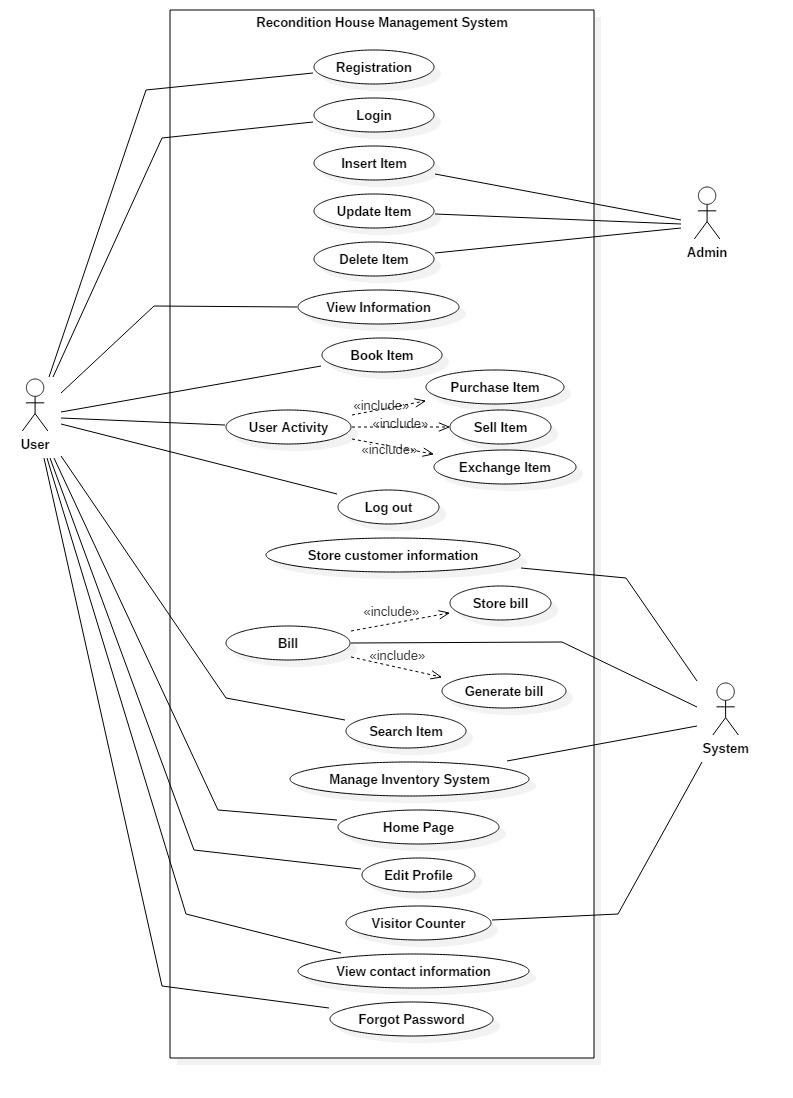 Recondition House Management System
Registration
Login
Insert Item
Update Item
Delete Item
Admin
View Information
Book Item
Purchase Item
«include»
User Activity
«include»
Sell Item
User
«include»
Exchange Item
Log out
Store customer information
Store bill
«include»
Bill
«include»
Generate bill
Search Item
System
Manage Inventory System
Home Page
Edit Profile
Visitor Counter
View contact information
Forgot Password